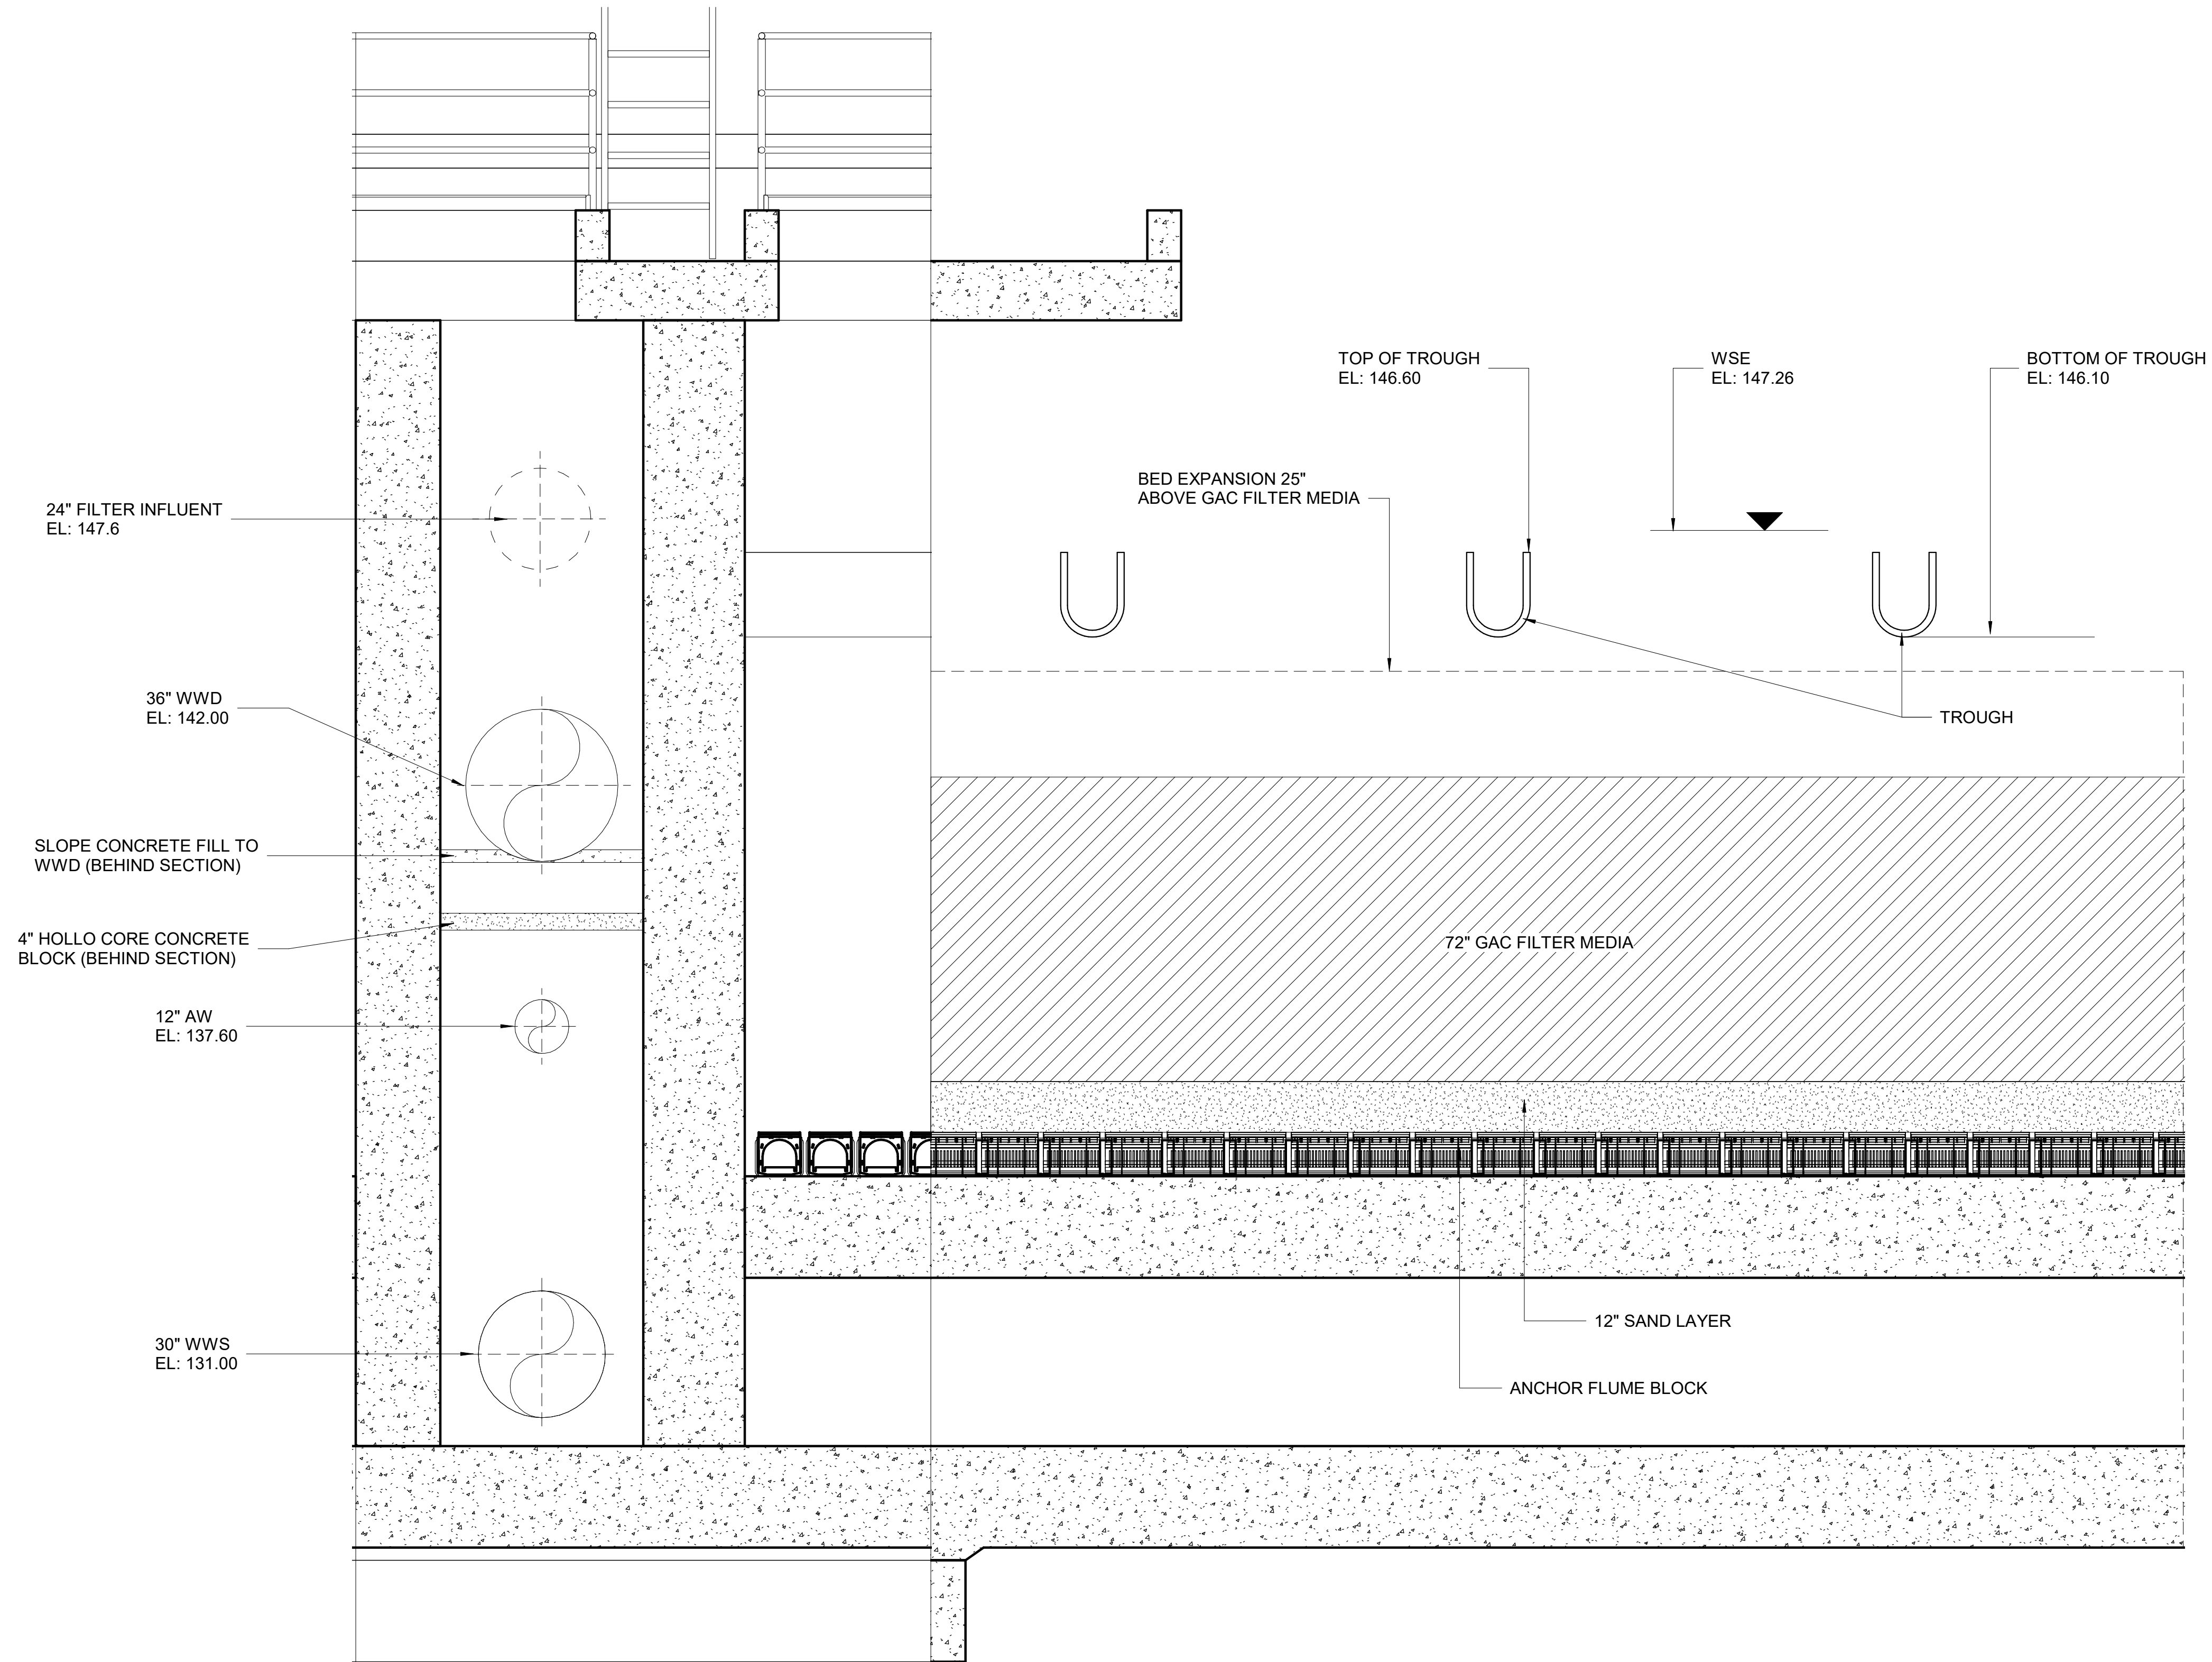 TOP OF TROUGH
EL: 146.60
WSE
EL: 147.26
BOTTOM OF TROUGH
EL: 146.10
BED EXPANSION 25"
ABOVE GAC FILTER MEDIA
24" FILTER INFLUENT
EL: 147.6
36" WWD
EL: 142.00
TROUGH
SLOPE CONCRETE FILL TO
WWD (BEHIND SECTION)
4" HOLLO CORE CONCRETE
BLOCK (BEHIND SECTION)
72" GAC FILTER MEDIA
12" AW
EL: 137.60
12" SAND LAYER
30" WWS
EL: 131.00
ANCHOR FLUME BLOCK